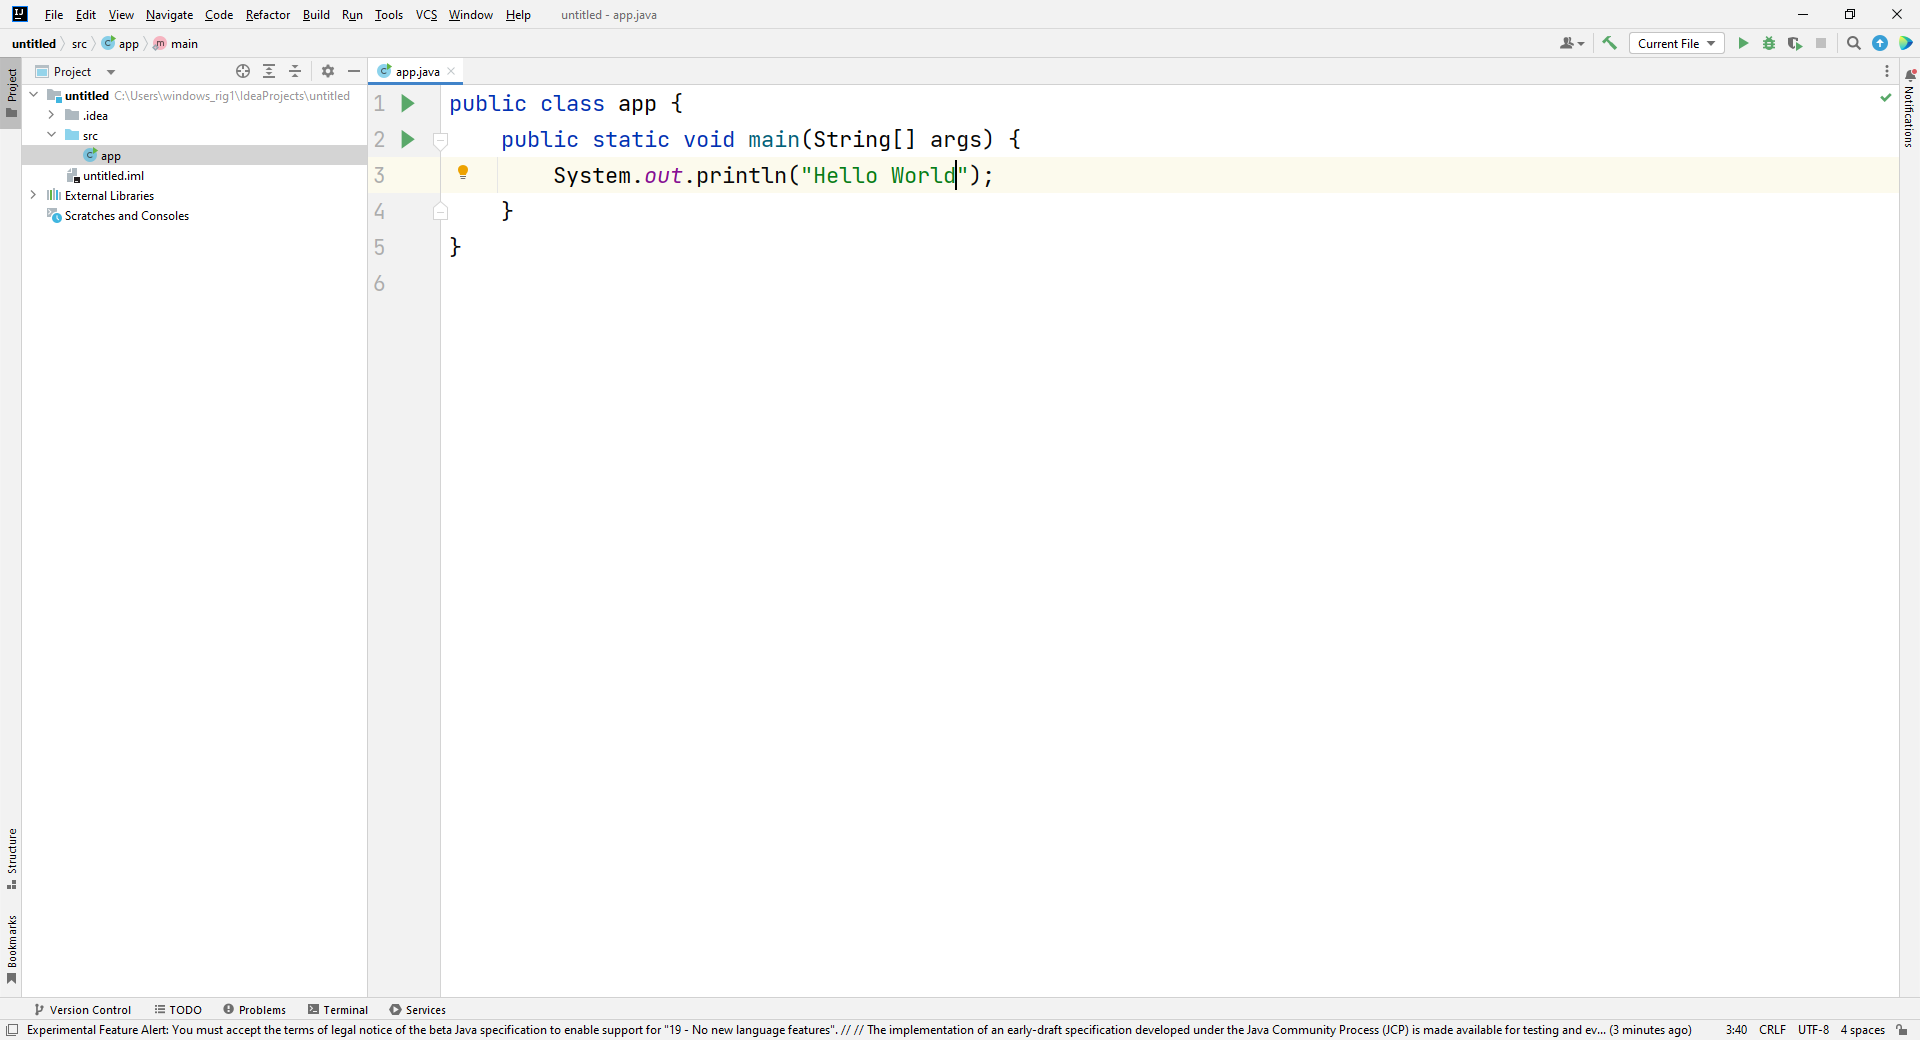 IJ File Edit View Navigate Code Refactor Build Run Tools VCS Window Help untitled - app.java
untitled src app main Current File
Project
app.java
untitled C:\Users\windows_rig1\IdeaProjects\untitled
.idea
src
app
untitled.iml
External Libraries
Scratches and Consoles
1 public class app {
2 public static void main(String[] args) {
3 System.out.println("Hello World");
4 }
5 }
6
Project
Structure
Bookmarks
Notifications
Version Control TODO Problems Terminal Services
Experimental Feature Alert: You must accept the terms of legal notice of the beta Java specification to enable support for "19 - No new language features". // // The implementation of an early-draft specification developed under the Java Community Process (JCP) is made available for testing and ev... (3 minutes ago) 3:40 CRLF UTF-8 4 spaces